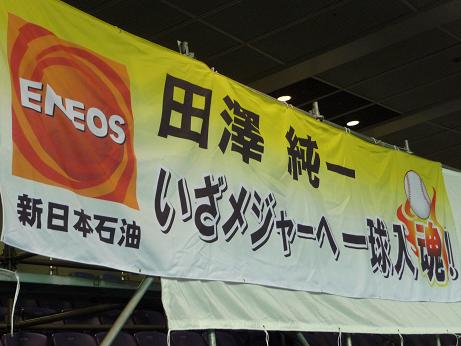 ENEOS
新日本石油
田澤 純一
いざメジャーへ一球入魂!!